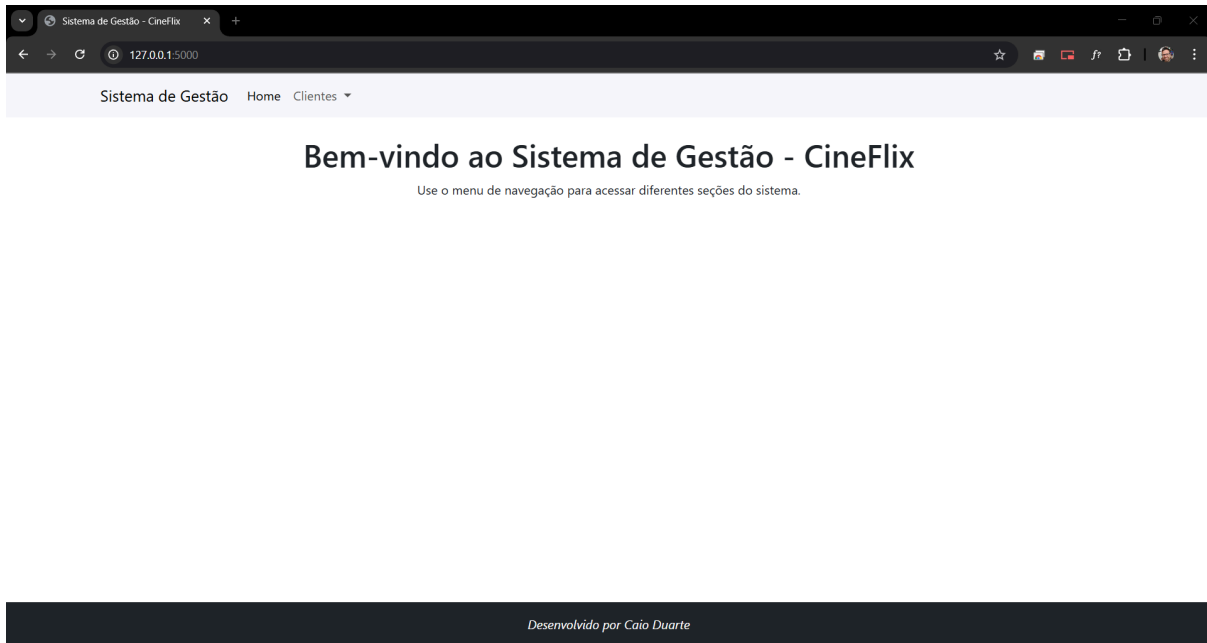 Sistema de Gestão - CineFlix
127.0.0.1:5000
f?
Sistema de Gestão Home Clientes
Bem-vindo ao Sistema de Gestão - CineFlix
Use o menu de navegação para acessar diferentes seções do sistema.
Desenvolvido por Caio Duarte